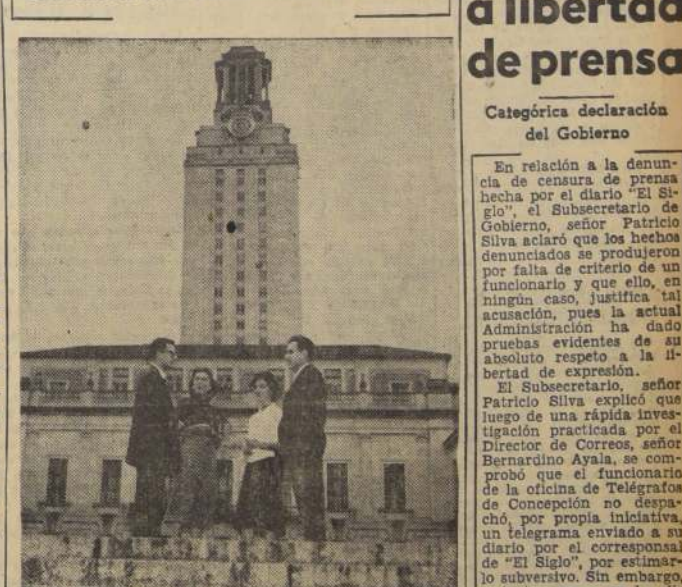 a libertad
de prensa
Categórica declaración
del Gobierno
En relación a la denun-
cia de censura de prensa
hecha por el diario "El Si-
glo", el Subsecretario de
Gobierno, señor Patricio
Silva aclaró que los hechos
denunciados se produjeron
por falta de criterio de un
funcionario y que ello, en
ningún caso, justifica tal
acusación, pues la actual
Administración ha dado
pruebas evidentes de su
absoluto respeto a la li-
bertad de expresión.
El Subsecretario, señor
Patricio Silva explicó que
luego de una rápida inves-
tigación practicada por el
Director de Correos, señor
Bernardino Ayala, se com-
probó que el funcionario
de la oficina de Telégrafos
de Concepción no despa-
chó, por propia iniciativa,
un telegrama enviado a su
diario por el corresponsal
de "El Siglo", por estimar-
lo subversivo. Sin embargo,